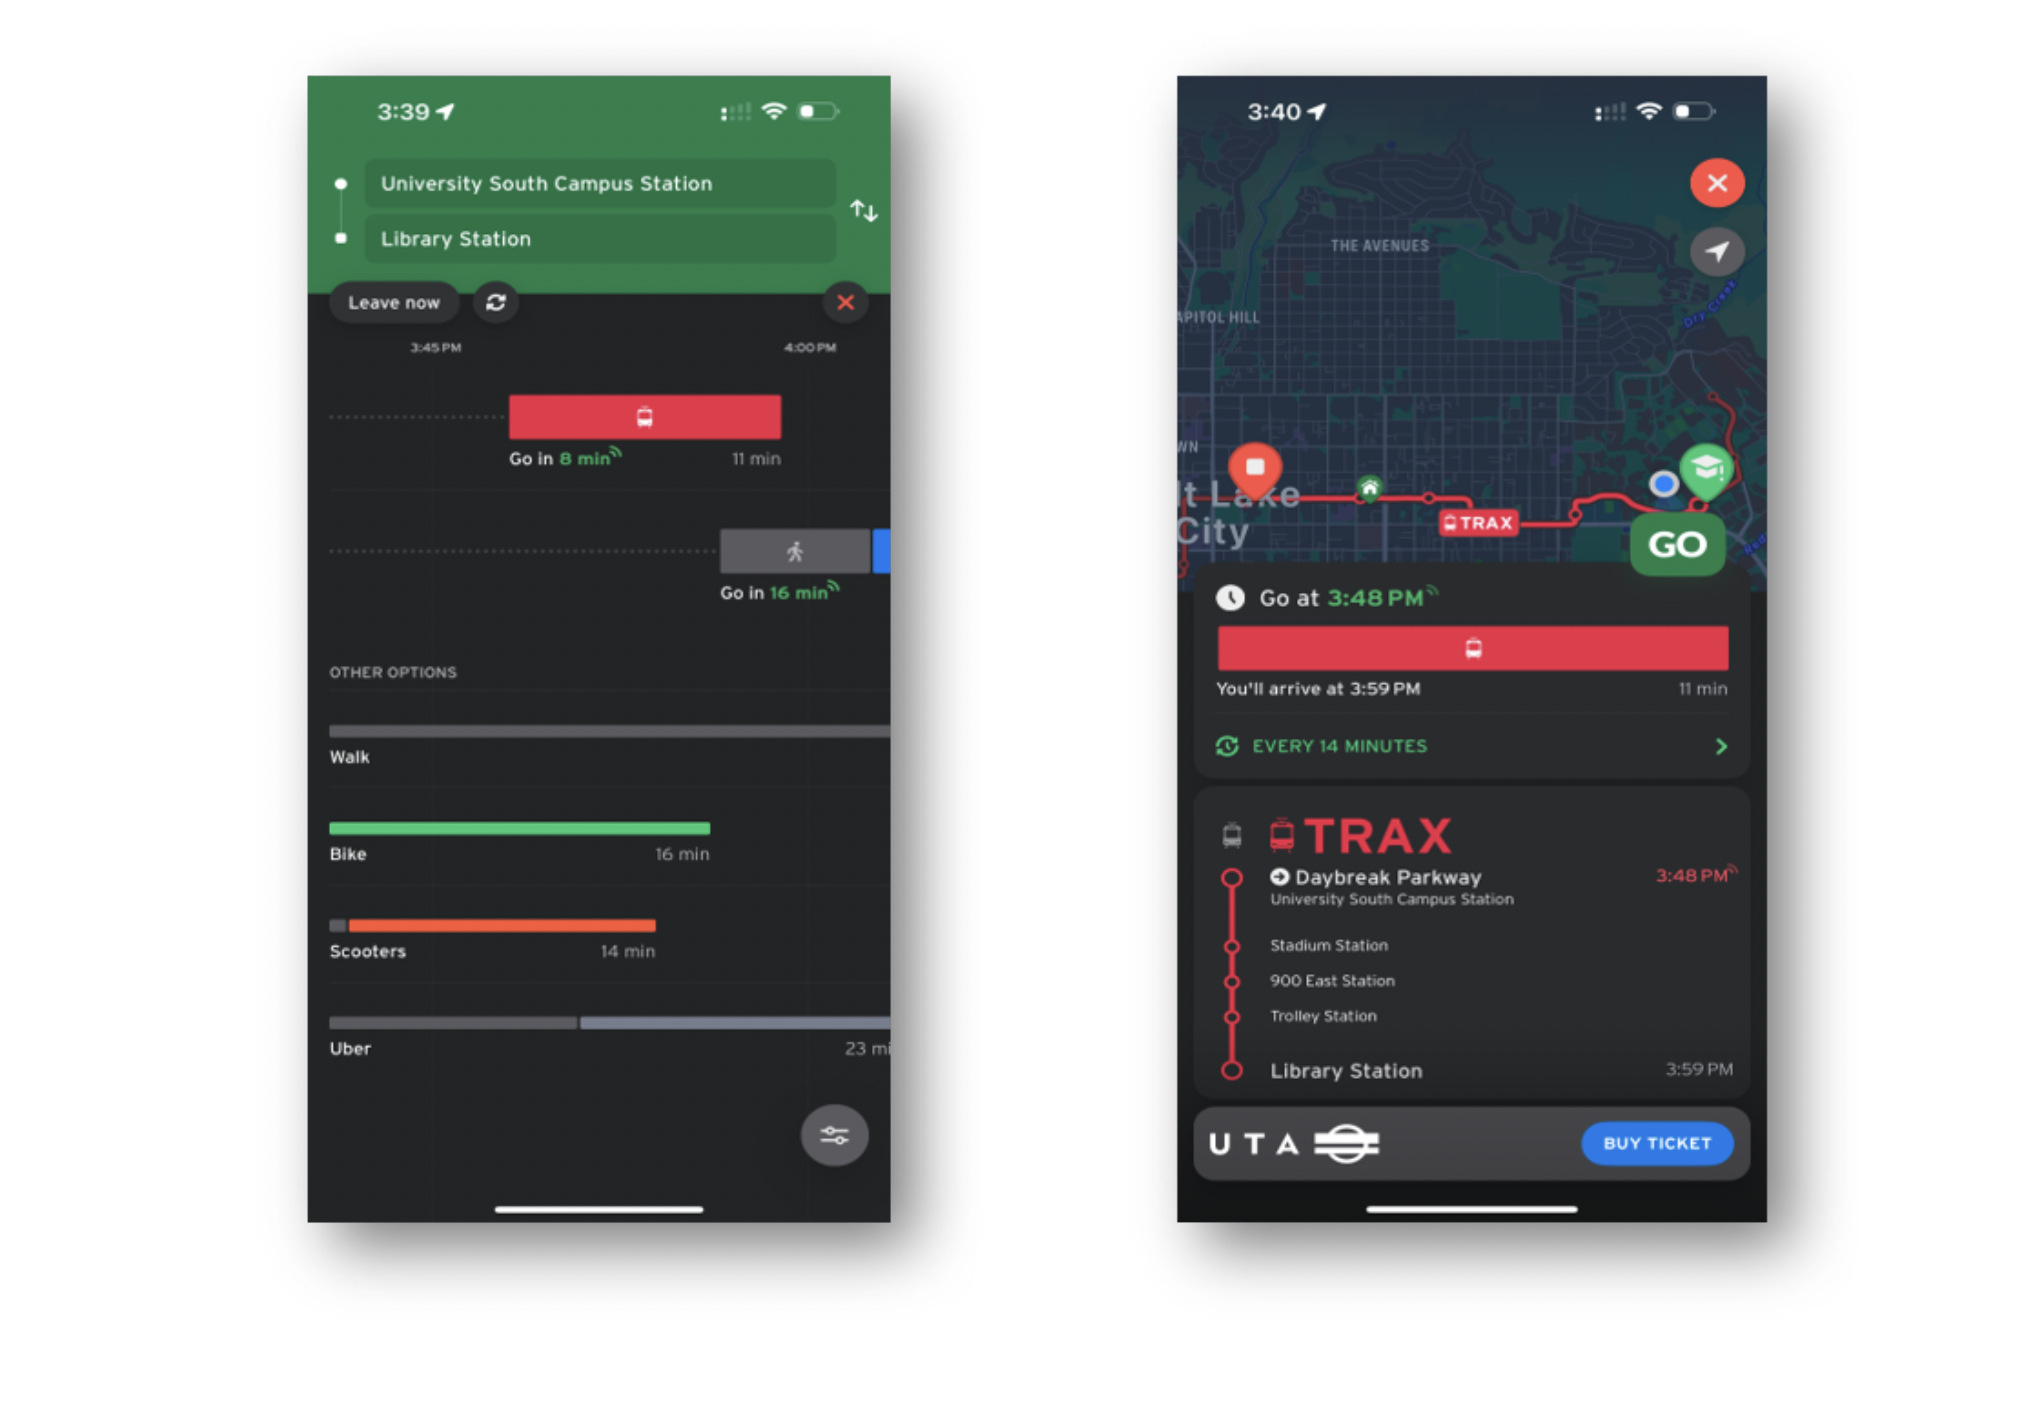 3:39
University South Campus Station
Library Station
Leave now
3:45 PM 4:00 PM
Go in 8 min 11 min
Go in 16 min
OTHER OPTIONS
Walk
Bike 16 min
Scooters 14 min
Uber 23 mi
3:40
THE AVENUES
APITOL HILL
Dry Creek
WN
lt Lake
City
TRAX
GO
Red
Go at 3:48 PM
You'll arrive at 3:59 PM 11 min
EVERY 14 MINUTES
TRAX
Daybreak Parkway 3:48 PM
University South Campus Station
Stadium Station
900 East Station
Trolley Station
Library Station 3:59 PM
UTA BUY TICKET